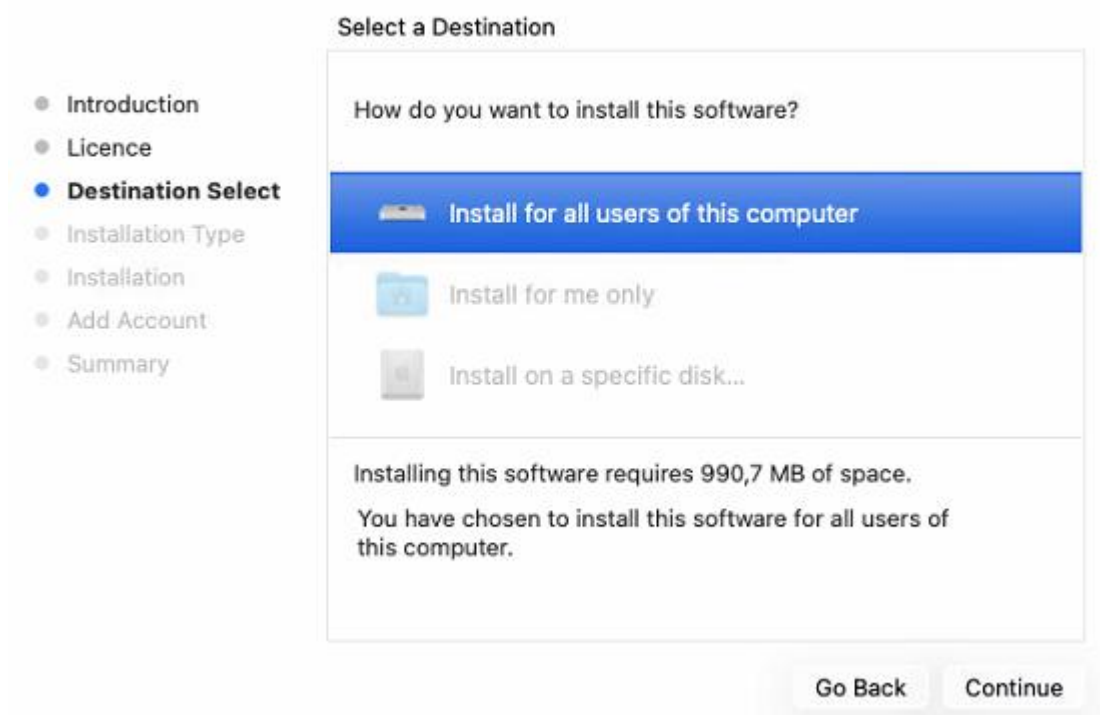 Select a Destination
Introduction
Licence
Destination Select
Installation Type
Installation
Add Account
Summary
How do you want to install this software?
Install for all users of this computer
Install for me only
Install on a specific disk...
Installing this software requires 990,7 MB of space.
You have chosen to install this software for all users of
this computer.
Go Back
Continue